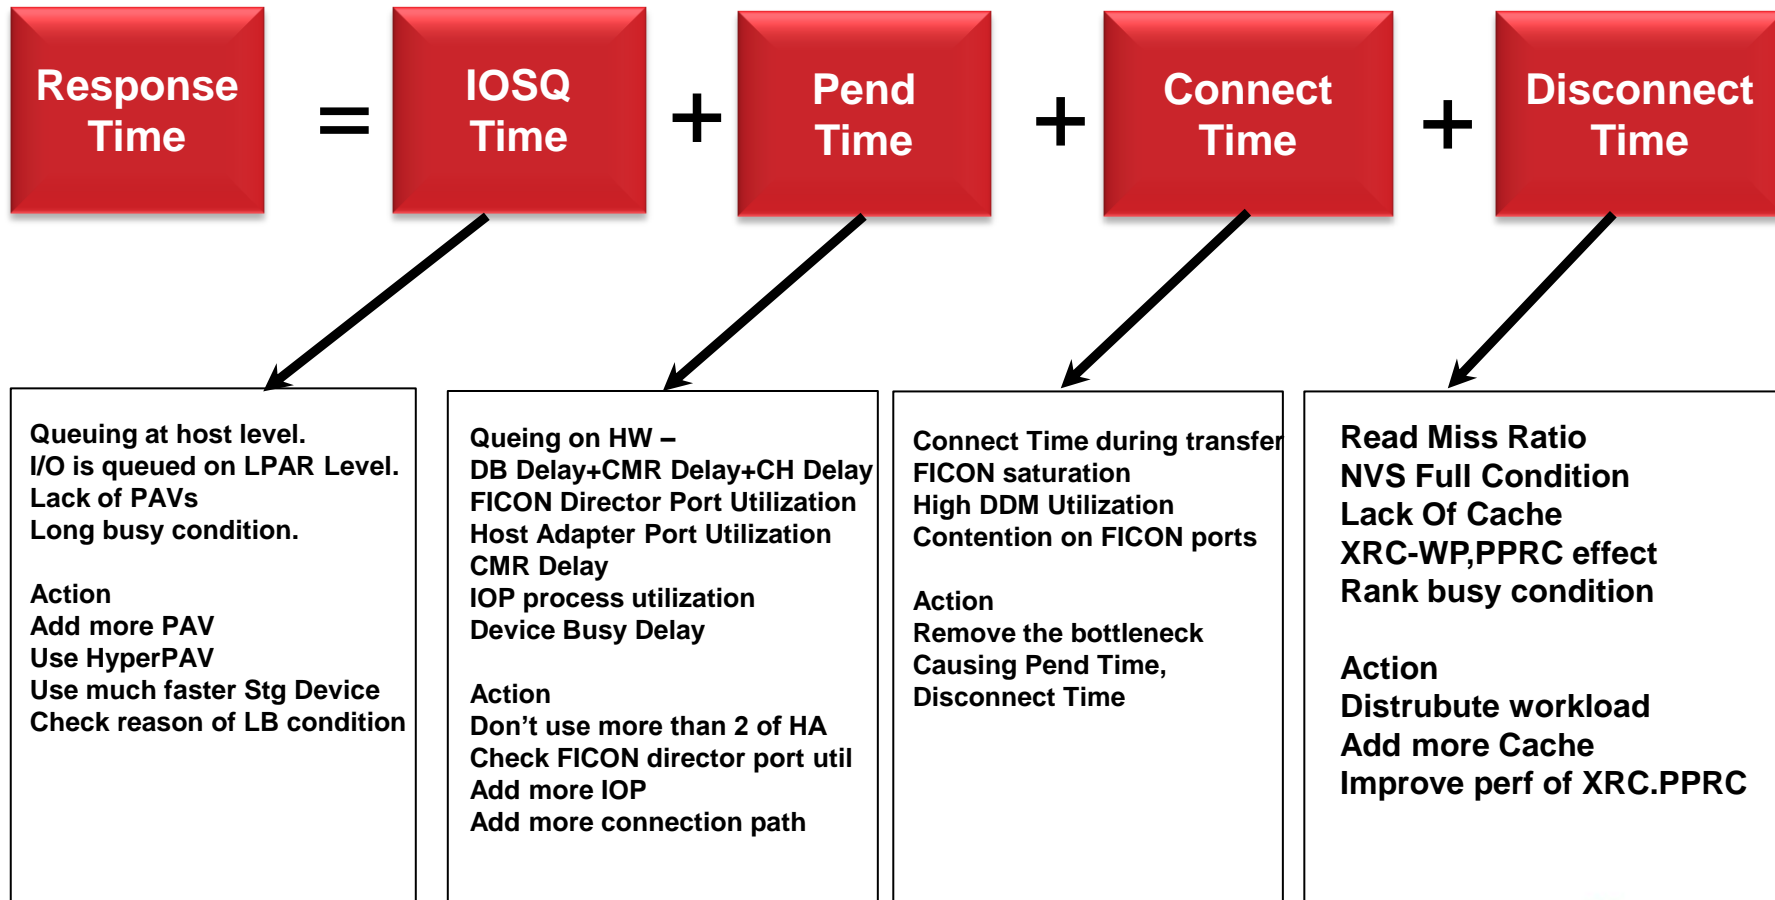 Response
Time
=
IOSQ
Time
+
Pend
Time
+
Connect
Time
+
Disconnect
Time
Queuing at host level.
I/O is queued on LPAR Level.
Lack of PAVs
Long busy condition.
Action
Add more PAV
Use HyperPAV
Use much faster Stg Device
Check reason of LB condition
Queing on HW –
DB Delay+CMR Delay+CH Delay
FICON Director Port Utilization
Host Adapter Port Utilization
CMR Delay
IOP process utilization
Device Busy Delay
Action
Don’t use more than 2 of HA
Check FICON director port util
Add more IOP
Add more connection path
Connect Time during transfer
FICON saturation
High DDM Utilization
Contention on FICON ports
Action
Remove the bottleneck
Causing Pend Time,
Disconnect Time
Read Miss Ratio
NVS Full Condition
Lack Of Cache
XRC-WP,PPRC effect
Rank busy condition
Action
Distrubute workload
Add more Cache
Improve perf of XRC.PPRC